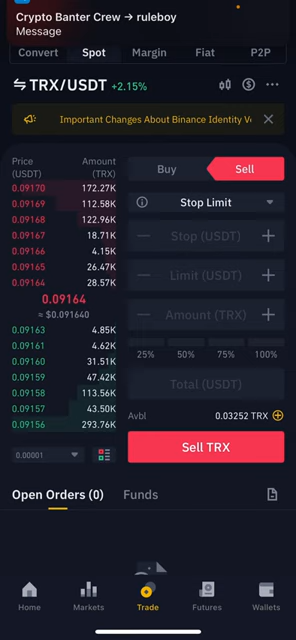 Crypto Banter Crew → ruleboy
Message
Convert Spot Margin Fiat P2P
TRX/USDT +2.15%
Important Changes About Binance Identity V
Price (USDT) Amount (TRX)
Buy Sell
0.09170 172.27K
0.09169 112.58K
0.09168 122.96K
0.09167 18.71K
0.09166 4.15K
0.09165 26.47K
0.09164 28.57K
0.09164
≈ $0.091640
0.09163 4.85K
0.09161 4.62K
0.09160 31.51K
0.09159 47.42K
0.09158 113.56K
0.09157 43.50K
0.09156 293.76K
0.00001
Stop Limit
Stop (USDT)
Limit (USDT)
Amount (TRX)
25% 50% 75% 100%
Total (USDT)
Avbl 0.03252 TRX
Sell TRX
Open Orders (0) Funds
Home Markets Trade Futures Wallets